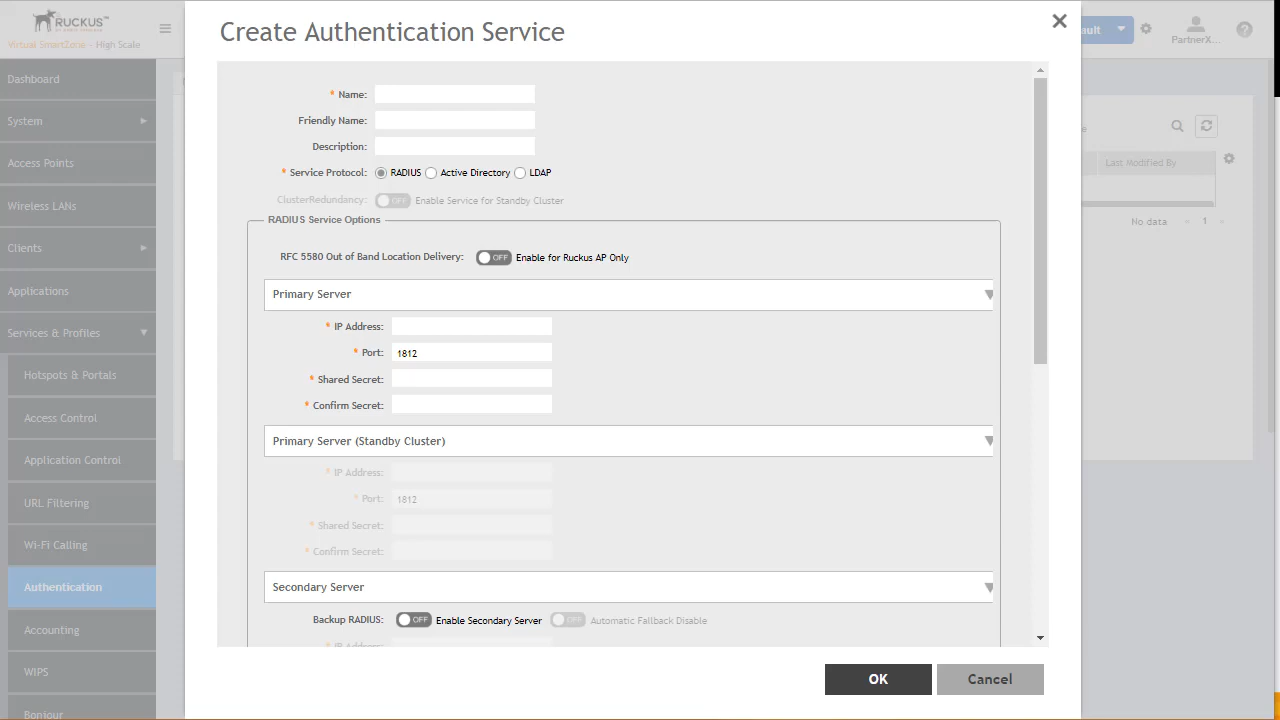 Create Authentication Service
RUCKUS™
Virtual SmartZone - High Scale
PartnerX...
Dashboard
System
Access Points
Wireless LANs
Clients
Applications
Services & Profiles
Hotspots & Portals
Access Control
Application Control
URL Filtering
Wi-Fi Calling
Authentication
Accounting
WIPS
Bonjour
* Name:
Friendly Name:
Description:
* Service Protocol: RADIUS Active Directory LDAP
ClusterRedundancy: OFF Enable Service for Standby Cluster
RADIUS Service Options
RFC 5580 Out of Band Location Delivery: OFF Enable for Ruckus AP Only
Primary Server
* IP Address:
* Port: 1812
* Shared Secret:
* Confirm Secret:
Primary Server (Standby Cluster)
* IP Address:
* Port: 1812
* Shared Secret:
* Confirm Secret:
Secondary Server
Backup RADIUS: OFF Enable Secondary Server OFF Automatic Fallback Disable
* IP Address:
OK Cancel
Last Modified By
No data 1